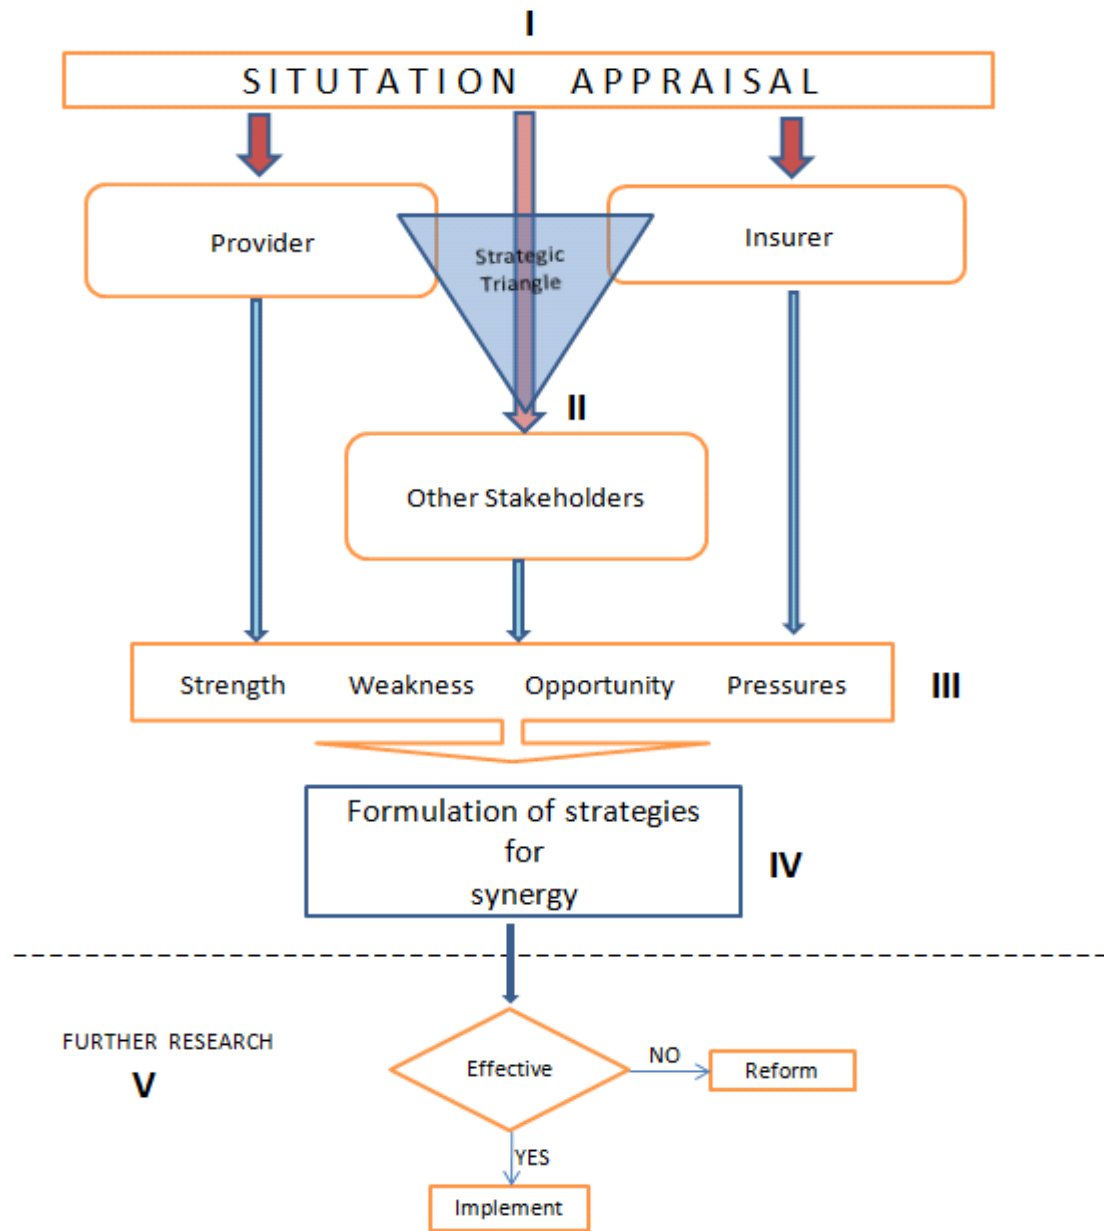 I
SITUTATION APPRAISAL
Provider
Strategic
Triangle
Insurer
II
Other Stakeholders
Strength Weakness Opportunity Pressures
III
Formulation of strategies
for
synergy
IV
FURTHER RESEARCH
V
Effective
NO
Reform
YES
Implement